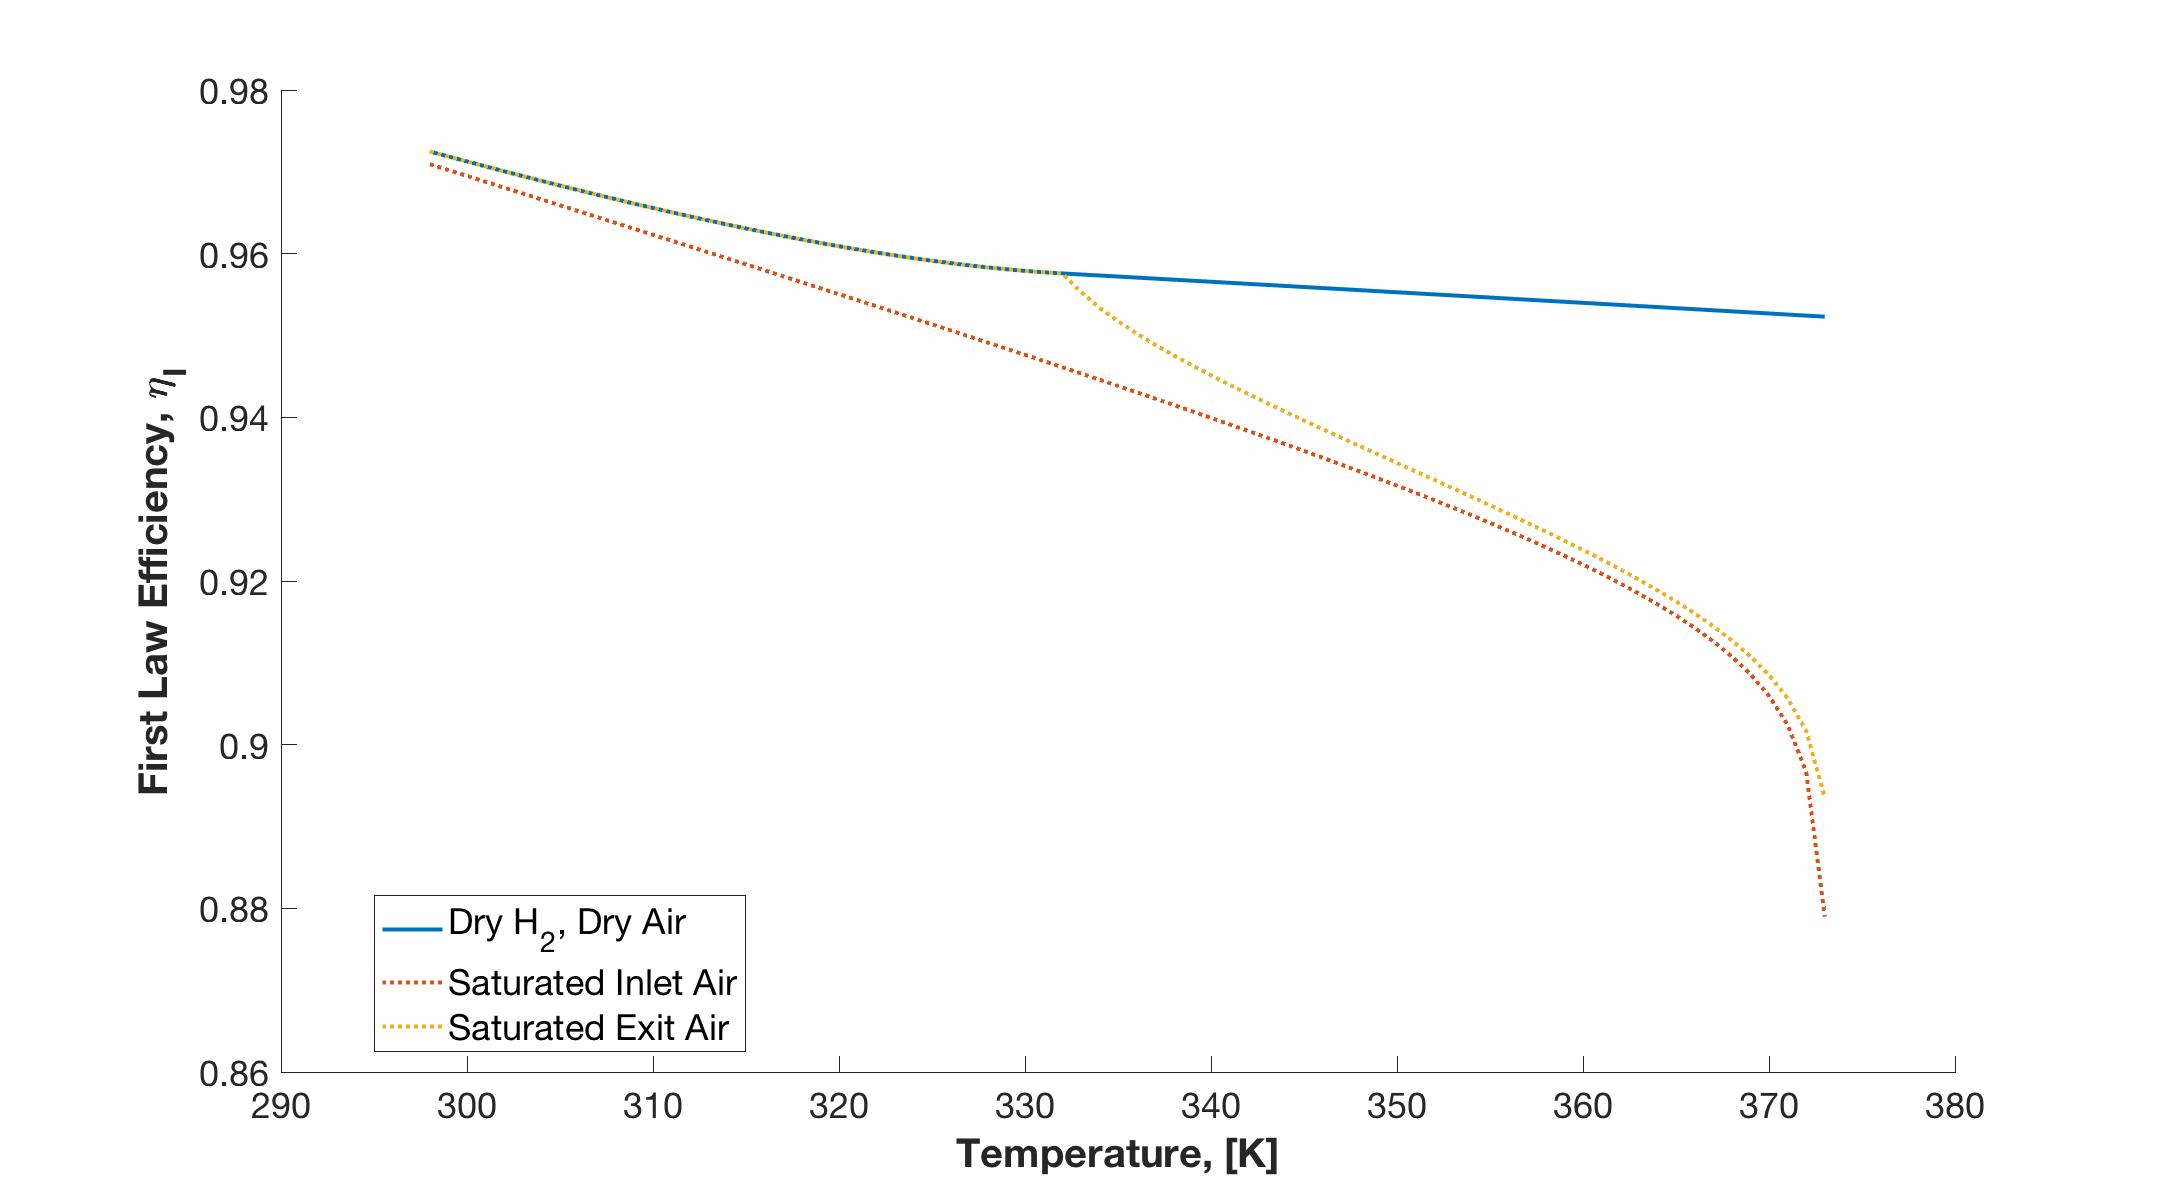 First Law Efficiency, η_I
0.98
0.96
0.94
0.92
0.9
0.88
0.86
Dry H₂, Dry Air
Saturated Inlet Air
Saturated Exit Air
290 300 310 320 330 340 350 360 370 380
Temperature, [K]